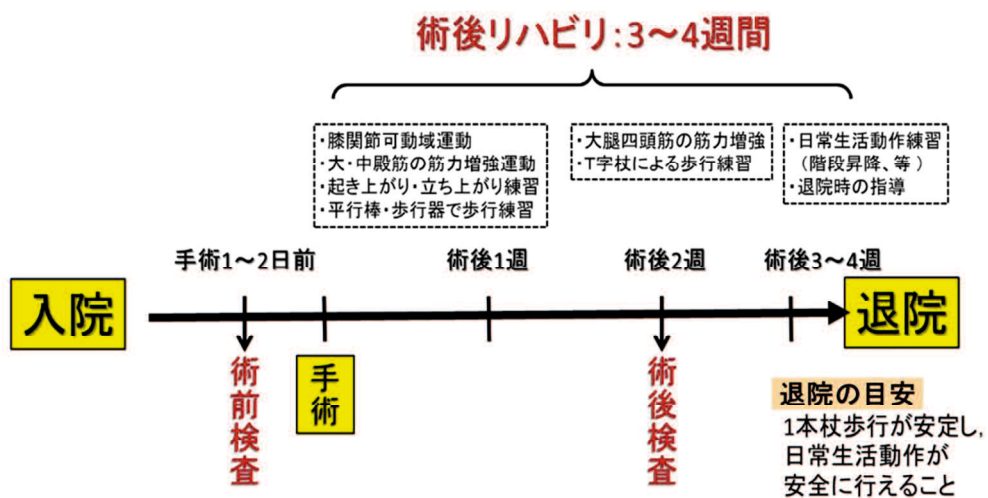 術後リハビリ:3～4週間
・膝関節可動域運動
・大・中殿筋の筋力増強運動
・起き上がり・立ち上がり練習
・平行棒・歩行器で歩行練習
・大腿四頭筋の筋力増強
・T字杖による歩行練習
・日常生活動作練習
（階段昇降、等）
・退院時の指導
手術1～2日前
術後1週
術後2週
術後3～4週
入院
退院
術前検査
手術
術後検査
退院の目安
1本杖歩行が安定し,
日常生活動作が
安全に行えること